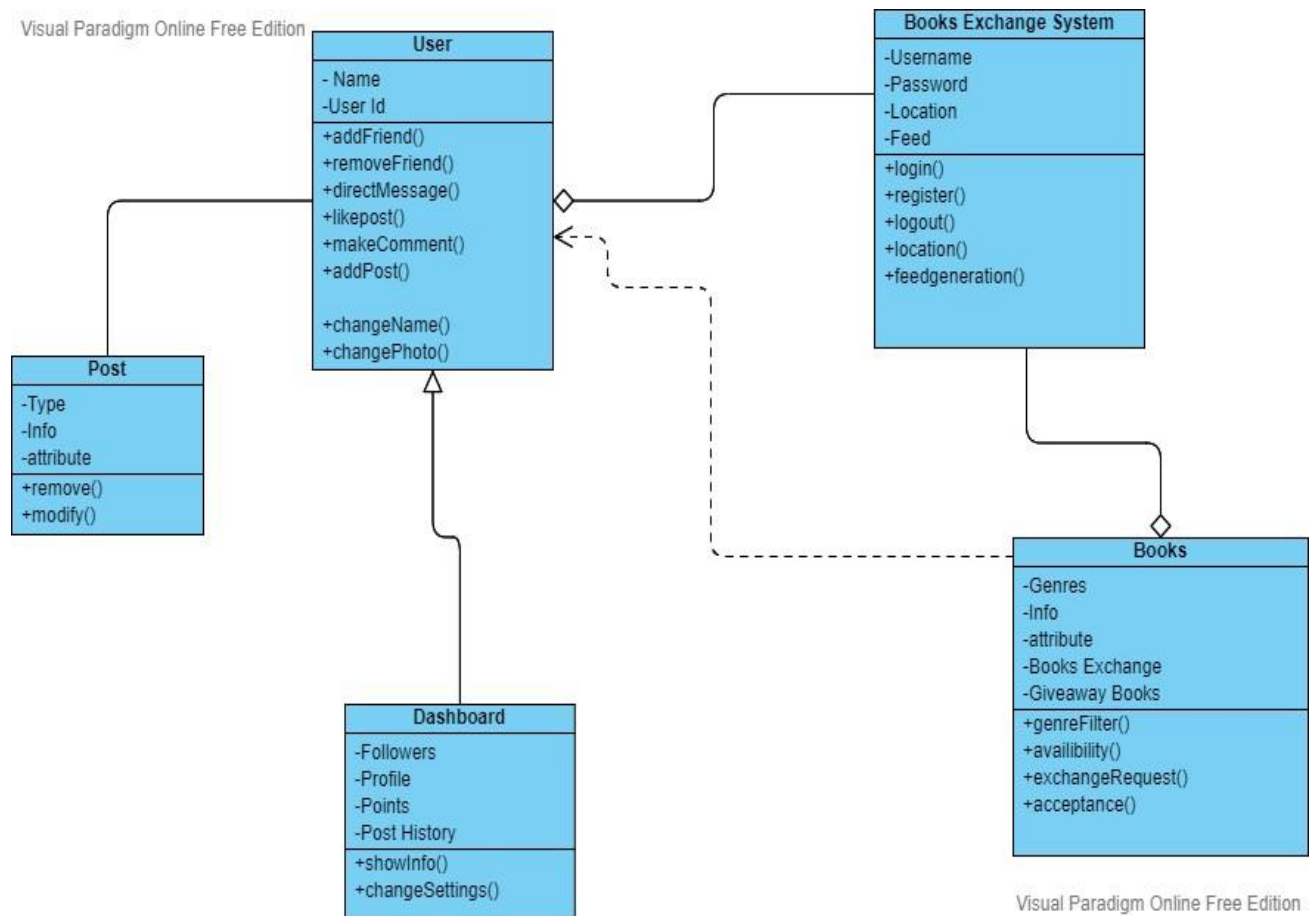 Visual Paradigm Online Free Edition
User
- Name
-User Id
+addFriend()
+removeFriend()
+directMessage()
+likepost()
+makeComment()
+addPost()
+changeName()
+changePhoto()
Books Exchange System
-Username
-Password
-Location
-Feed
+login()
+register()
+logout()
+location()
+feedgeneration()
Post
-Type
-Info
-attribute
+remove()
+modify()
Books
-Genres
-Info
-attribute
-Books Exchange
-Giveaway Books
+genreFilter()
+availibility()
+exchangeRequest()
+acceptance()
Dashboard
-Followers
-Profile
-Points
-Post History
+showInfo()
+changeSettings()
Visual Paradigm Online Free Edition